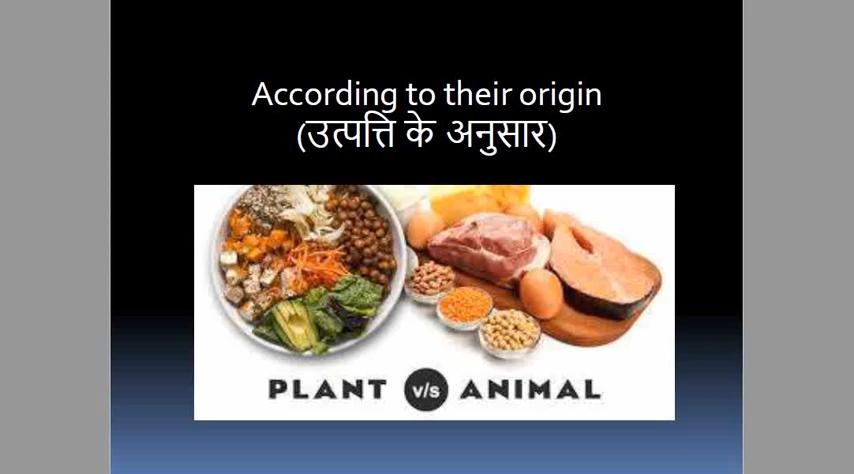 According to their origin
(उत्पत्ति के अनुसार)
PLANT v/s ANIMAL